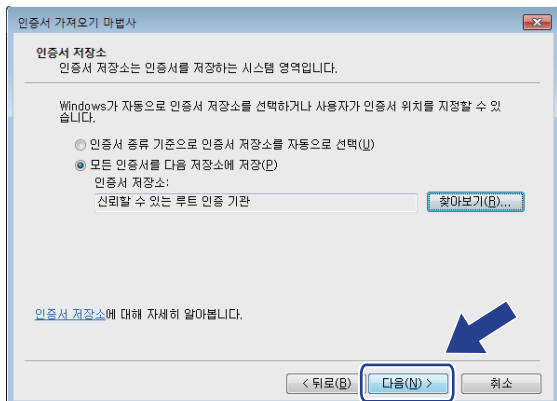 인증서 가져오기 마법사
인증서 저장소
인증서 저장소는 인증서를 저장하는 시스템 영역입니다.
Windows가 자동으로 인증서 저장소를 선택하거나 사용자가 인증서 위치를 지정할 수 있
습니다.
인증서 종류 기준으로 인증서 저장소를 자동으로 선택(U)
모든 인증서를 다음 저장소에 저장(P)
인증서 저장소:
신뢰할 수 있는 루트 인증 기관
찾아보기(R)...
인증서 저장소에 대해 자세히 알아봅니다.
< 뒤로(B)
다음(N) >
취소